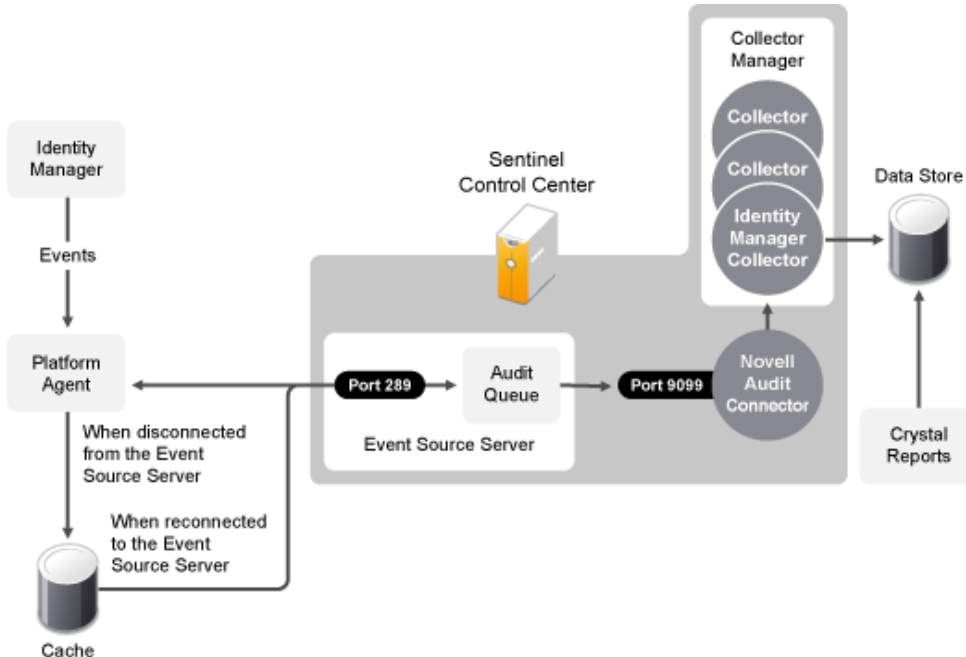 Identity
Manager
Events
Platform
Agent
When disconnected
from the Event
Source Server
When reconnected
to the Event
Source Server
Cache
Sentinel
Control Center
Port 289
Audit
Queue
Event Source Server
Port 9099
Novell
Audit
Connector
Collector
Manager
Collector
Collector
Identity
Manager
Collector
Data Store
Crystal
Reports